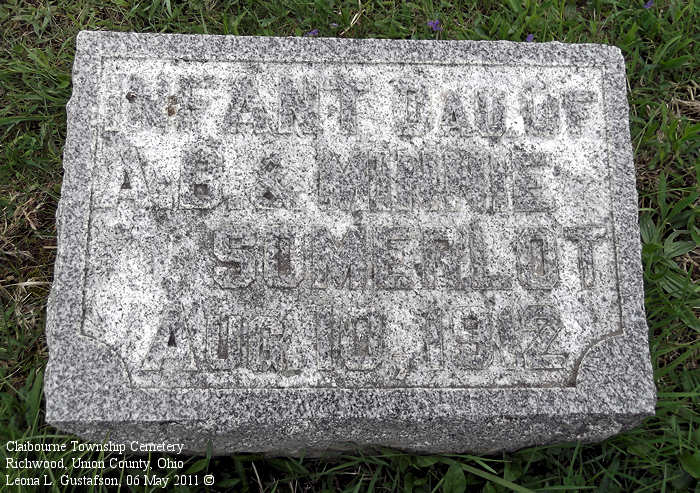 INFANT DAU. OF
A. B. & MINNIE
SOMERLOT
AUG. 10, 1912
Claibourne Township Cemetery
Richwood, Union County, Ohio
Leona L. Gustafson, 06 May 2011 ©